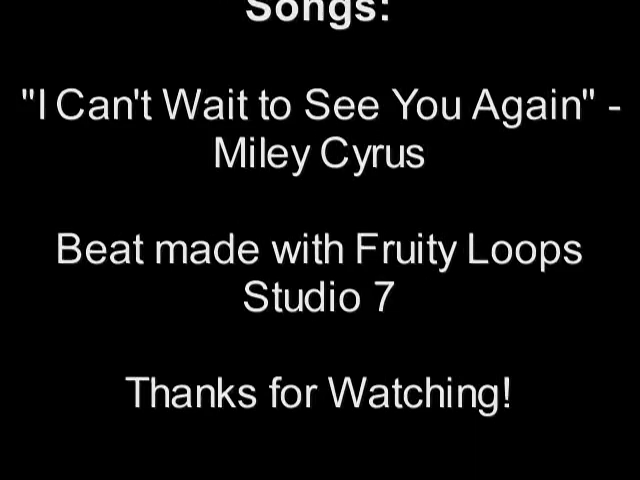 Songs:
"I Can't Wait to See You Again" -
Miley Cyrus
Beat made with Fruity Loops
Studio 7
Thanks for Watching!